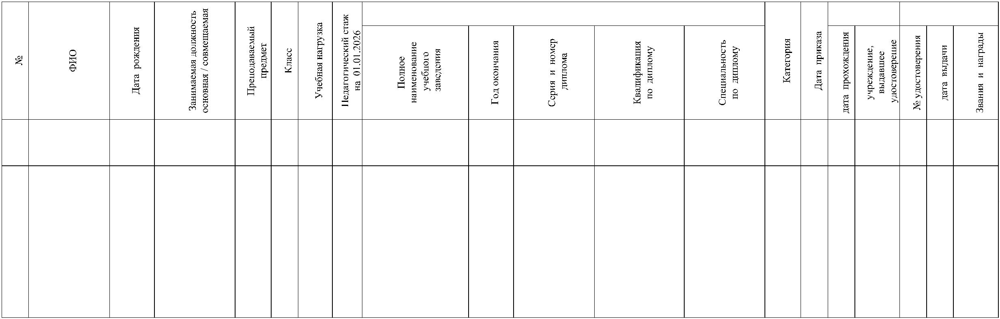 №
ФИО
Дата рождения
Занимаемая должность
основная / совмещаемая
Преподаваемый
предмет
Класс
Учебная нагрузка
Педагогический стаж
на 01.01.2026
Полное
наименование
учебного
заведения
Год окончания
Серия и номер
диплома
Квалификация
по диплому
Специальность
по диплому
Категория
Дата приказа
дата прохождения
учреждение,
выдавшее
удостоверение
№ удостоверения
дата выдачи
Звания и награды